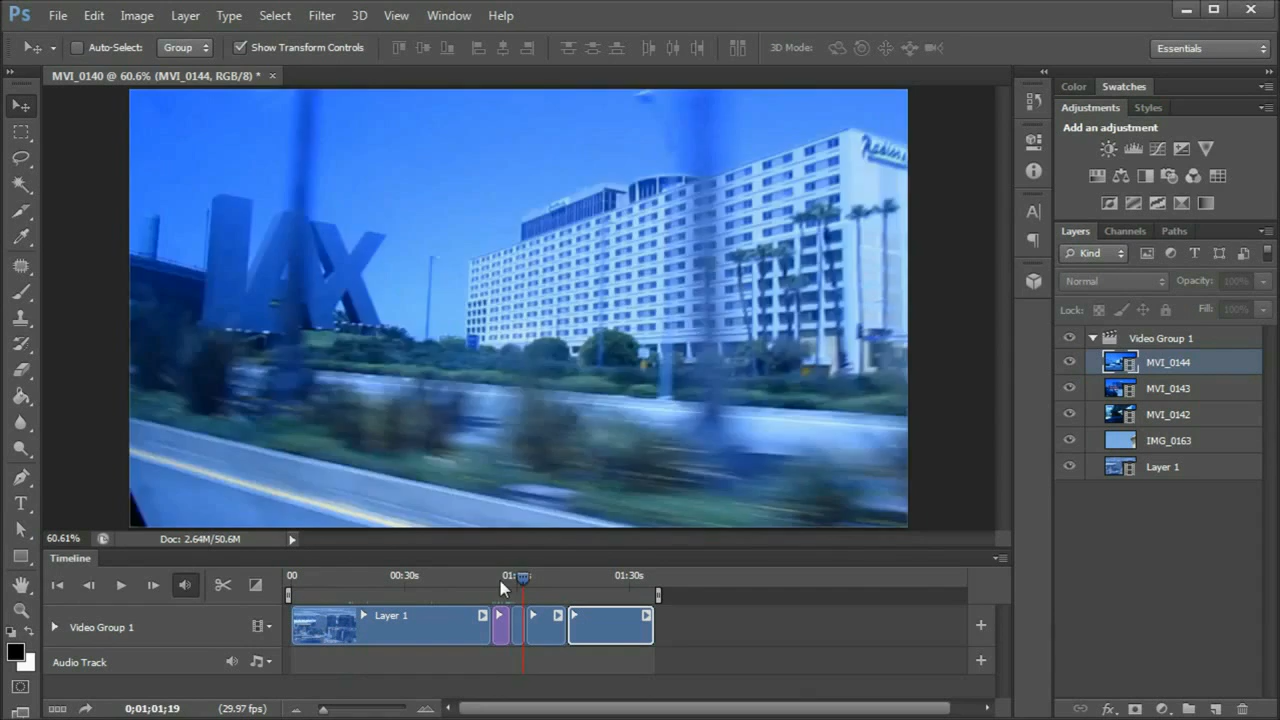 Ps File Edit Image Layer Type Select Filter 3D View Window Help
Auto-Select: Group Show Transform Controls 3D Mode: Essentials
MVI_0140 @ 60.6% (MVI_0144, RGB/8) * ×
Color Swatches
Adjustments Styles
Add an adjustment
LAX
Layers Channels Paths
Kind
Normal Opacity: 100%
Lock: Fill: 100%
Video Group 1
MVI_0144
MVI_0143
MVI_0142
IMG_0163
Layer 1
60.61% Doc: 2.64M/50.6M
Timeline
00 00:30s 01: 01:30s
Video Group 1 Layer 1
Audio Track
0;01;01;19 (29.97 fps)